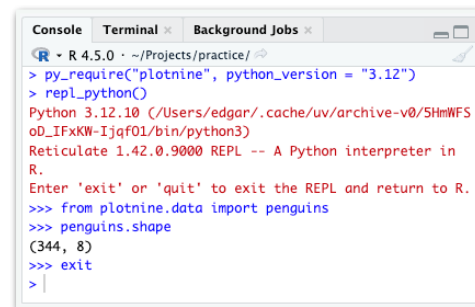 Console Terminal × Background Jobs ×
R 4.5.0 · ~/Projects/practice/
> py_require("plotnine", python_version = "3.12")
> repl_python()
Python 3.12.10 (/Users/edgar/.cache/uv/archive-v0/5HmWFS
oD_IFxKW-IjqfO1/bin/python3)
Reticulate 1.42.0.9000 REPL -- A Python interpreter in
R.
Enter 'exit' or 'quit' to exit the REPL and return to R.
>>> from plotnine.data import penguins
>>> penguins.shape
(344, 8)
>>> exit
>